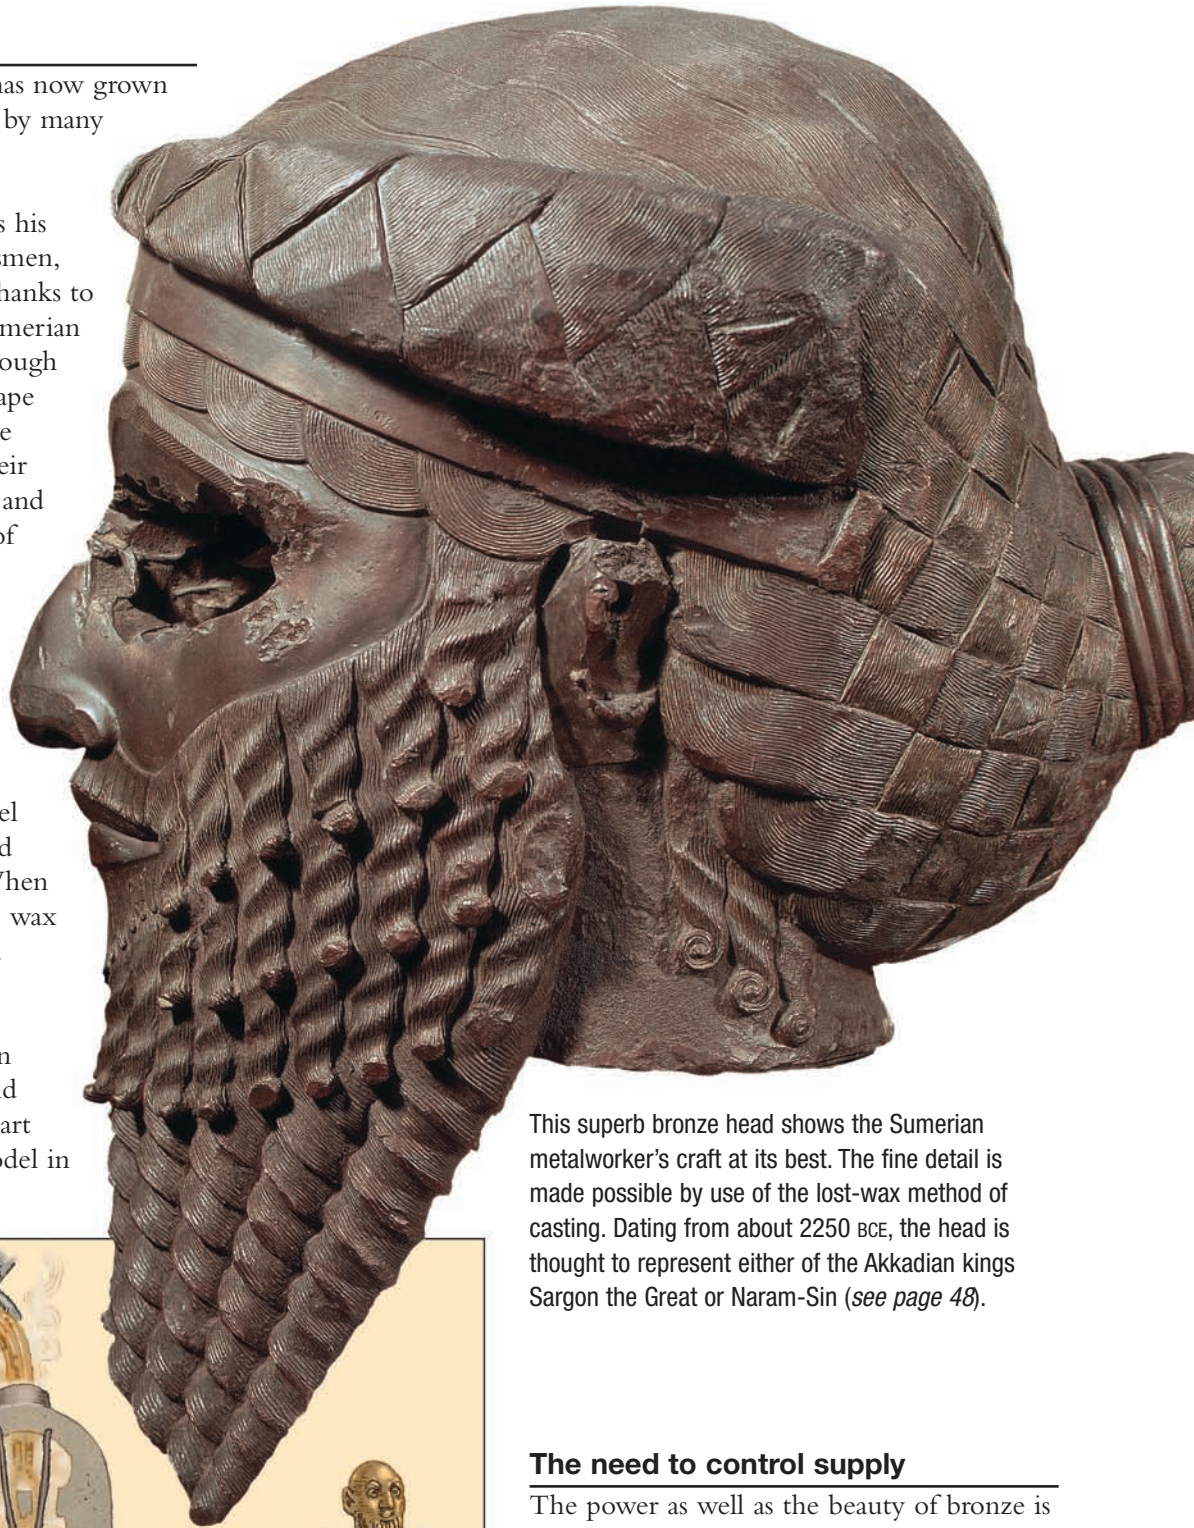 has now grown
by many
s his
smen,
hanks to
merian
ough
ape
e
eir
and
of
el
d
When
wax
n
d
art
odel in
This superb bronze head shows the Sumerian
metalworker’s craft at its best. The fine detail is
made possible by use of the lost-wax method of
casting. Dating from about 2250 BCE, the head is
thought to represent either of the Akkadian kings
Sargon the Great or Naram-Sin (see page 48).
The need to control supply
The power as well as the beauty of bronze is